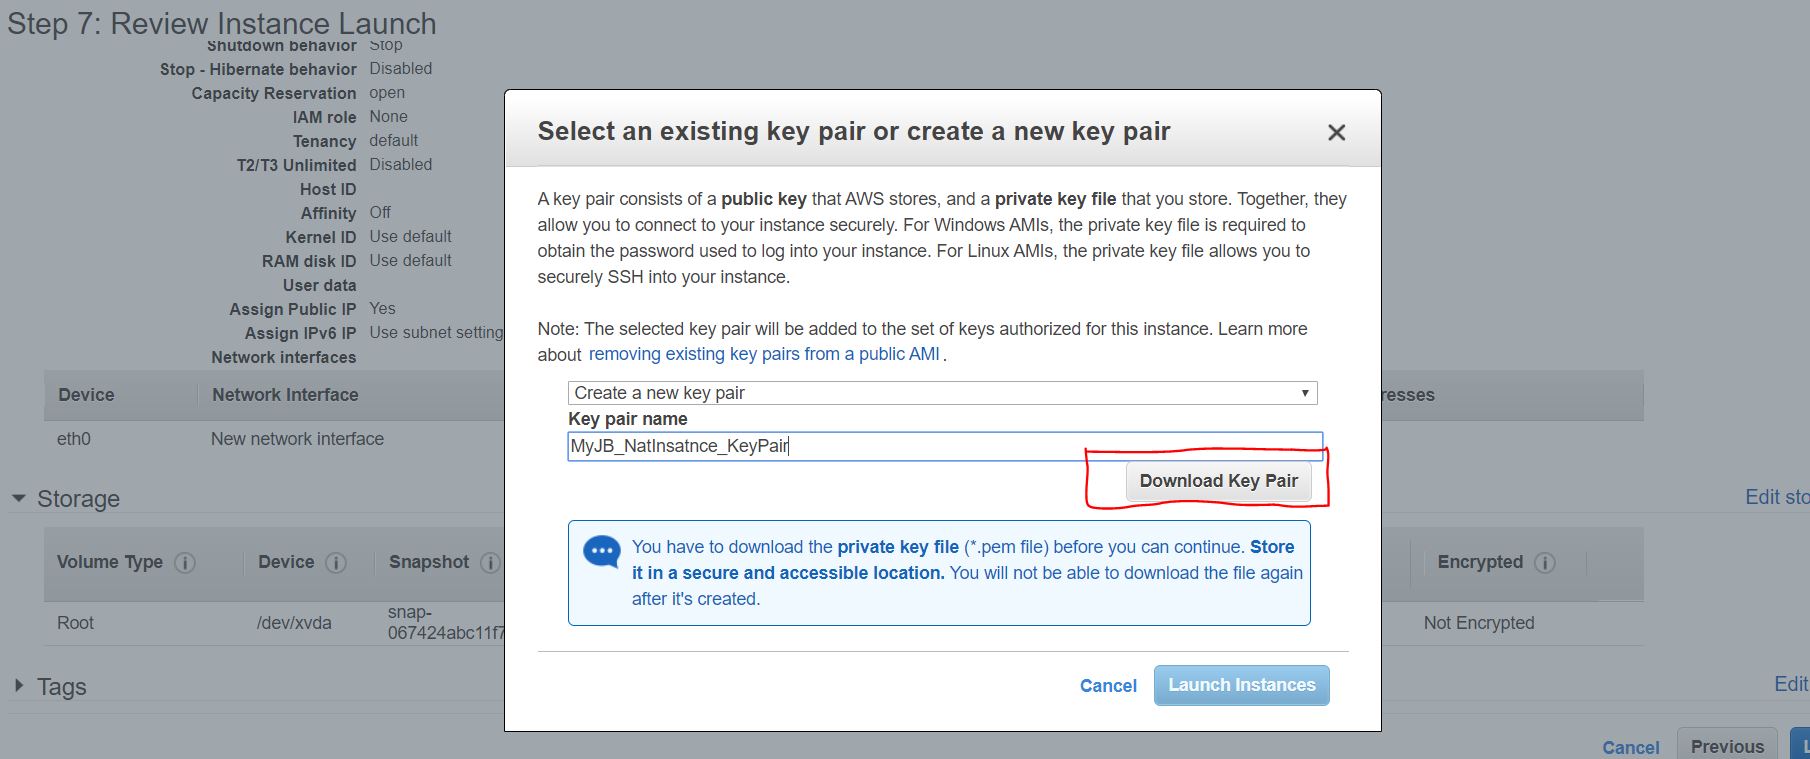 Step 7: Review Instance Launch
Shutdown behavior Stop
Stop - Hibernate behavior Disabled
Capacity Reservation open
IAM role None
Tenancy default
T2/T3 Unlimited Disabled
Host ID
Affinity Off
Kernel ID Use default
RAM disk ID Use default
User data
Assign Public IP Yes
Assign IPv6 IP Use subnet setting
Network interfaces
Device Network Interface resses
eth0 New network interface
Storage Edit sto
Volume Type Device Snapshot Encrypted
Root /dev/xvda snap-
067424abc11f7 Not Encrypted
Tags Edit
Cancel Previous L
Select an existing key pair or create a new key pair
A key pair consists of a public key that AWS stores, and a private key file that you store. Together, they
allow you to connect to your instance securely. For Windows AMIs, the private key file is required to
obtain the password used to log into your instance. For Linux AMIs, the private key file allows you to
securely SSH into your instance.
Note: The selected key pair will be added to the set of keys authorized for this instance. Learn more
about removing existing key pairs from a public AMI .
Create a new key pair
Key pair name
MyJB_NatInsatnce_KeyPair
Download Key Pair
You have to download the private key file (*.pem file) before you can continue. Store
it in a secure and accessible location. You will not be able to download the file again
after it's created.
Cancel Launch Instances